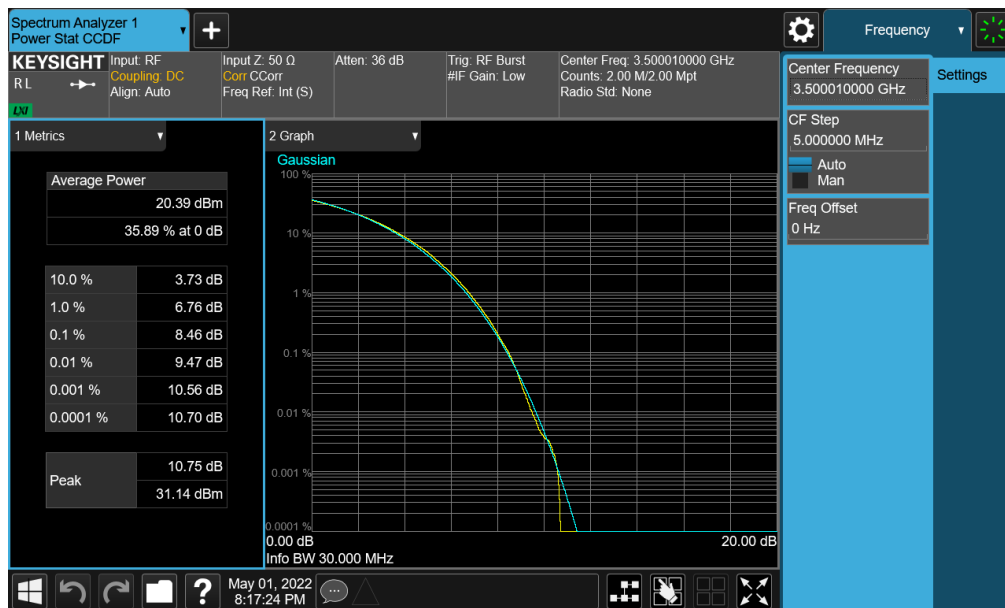 Spectrum Analyzer 1
Power Stat CCDF
+
Frequency
KEYSIGHT
R L
LXI
Input: RF
Coupling: DC
Align: Auto
Input Z: 50 Ω
Corr CCorr
Freq Ref: Int (S)
Atten: 36 dB
Trig: RF Burst
#IF Gain: Low
Center Freq: 3.500010000 GHz
Counts: 2.00 M/2.00 Mpt
Radio Std: None
Center Frequency
3.500010000 GHz
Settings
CF Step
5.000000 MHz
Auto
Man
Freq Offset
0 Hz
1 Metrics
Average Power
20.39 dBm
35.89 % at 0 dB
10.0 % 3.73 dB
1.0 % 6.76 dB
0.1 % 8.46 dB
0.01 % 9.47 dB
0.001 % 10.56 dB
0.0001 % 10.70 dB
Peak
10.75 dB
31.14 dBm
2 Graph
Gaussian
100 %
10 %
1 %
0.1 %
0.01 %
0.001 %
0.0001 %
0.00 dB 20.00 dB
Info BW 30.000 MHz
?
May 01, 2022
8:17:24 PM